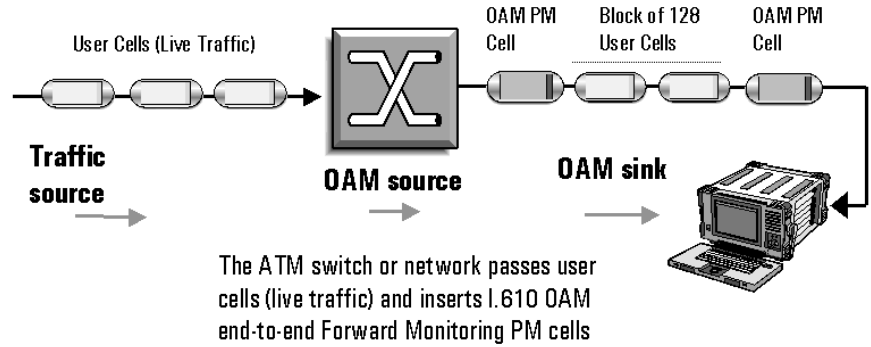 User Cells (Live Traffic)
OAM PM
Cell
Block of 128
User Cells
OAM PM
Cell
Traffic
source
OAM source
OAM sink
The ATM switch or network passes user
cells (live traffic) and inserts I.610 OAM
end-to-end Forward Monitoring PM cells